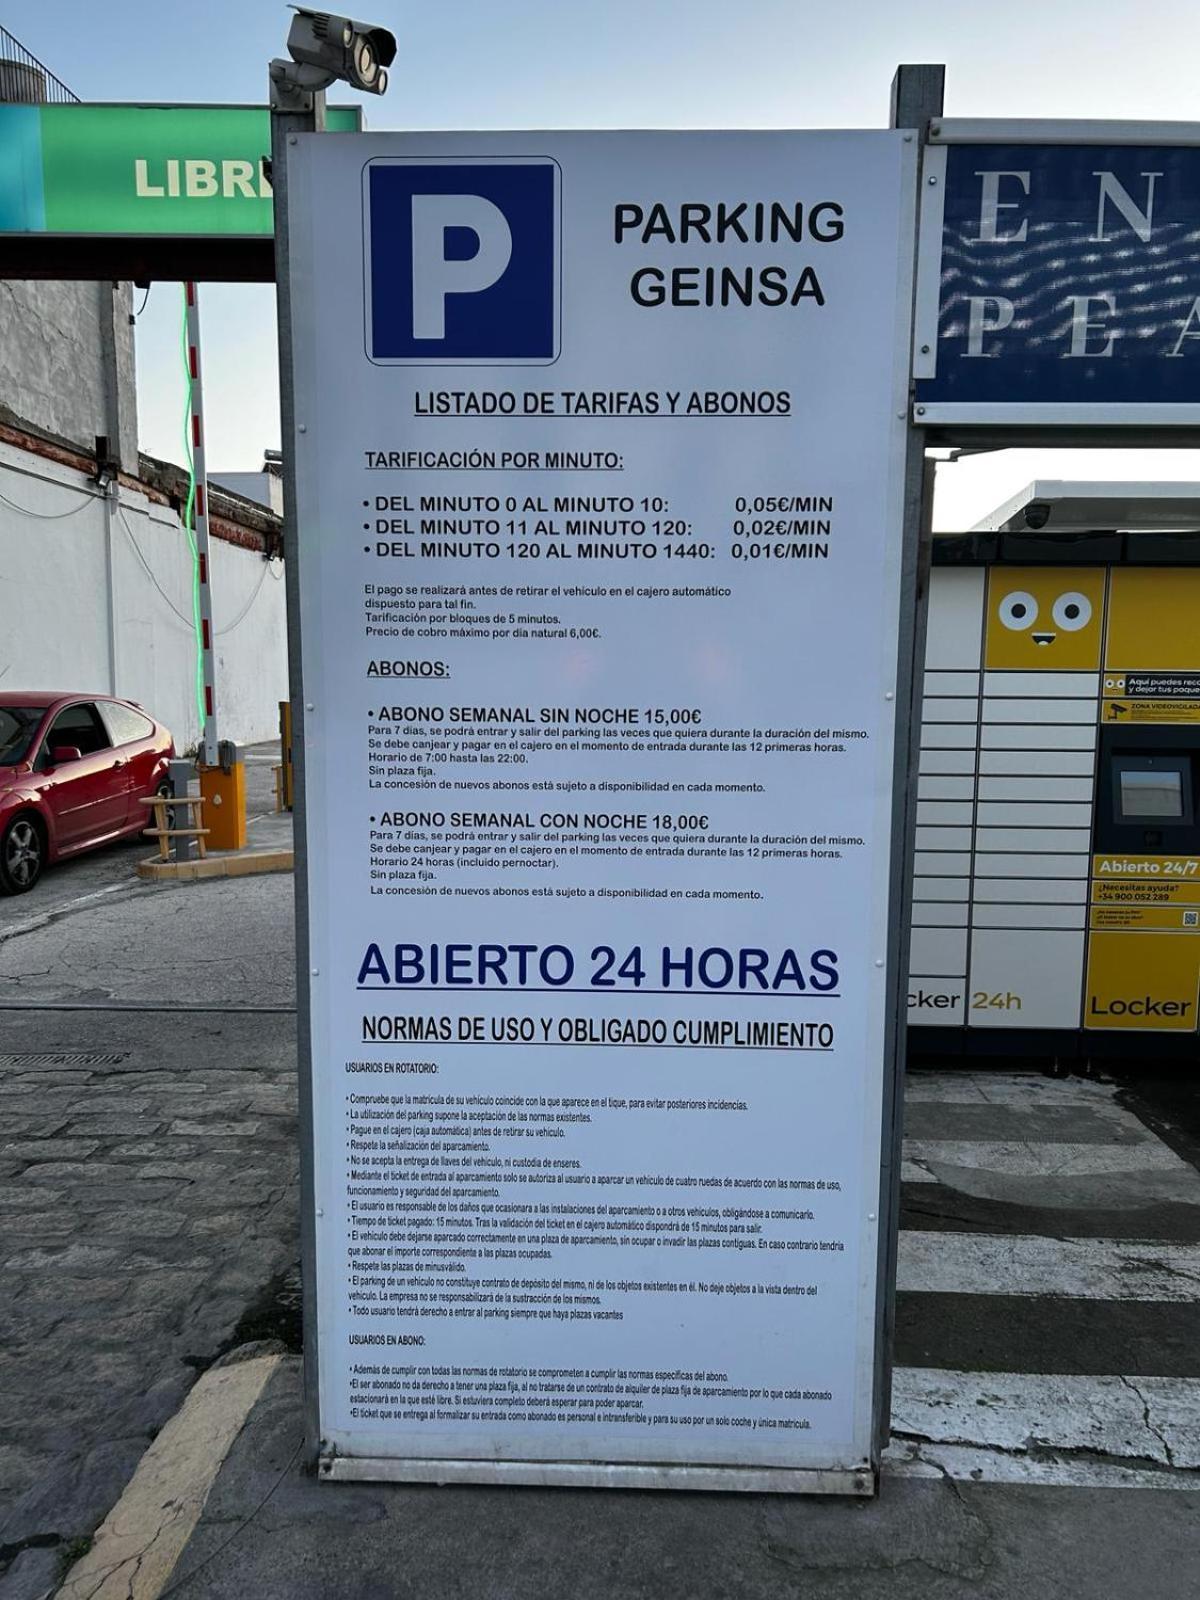 LIBR
P
PARKING
GEINSA
LISTADO DE TARIFAS Y ABONOS
TARIFICACIÓN POR MINUTO:
• DEL MINUTO 0 AL MINUTO 10: 0,05€/MIN
• DEL MINUTO 11 AL MINUTO 120: 0,02€/MIN
• DEL MINUTO 120 AL MINUTO 1440: 0,01€/MIN
El pago se realizará antes de retirar el vehículo en el cajero automático
dispuesto para tal fin.
Tarificación por bloques de 5 minutos.
Precio de cobro máximo por día natural 6,00€.
ABONOS:
• ABONO SEMANAL SIN NOCHE 15,00€
Para 7 días, se podrá entrar y salir del parking las veces que quiera durante la duración del mismo.
Se debe canjear y pagar en el cajero en el momento de entrada durante las 12 primeras horas.
Horario de 7:00 hasta las 22:00.
Sin plaza fija.
La concesión de nuevos abonos está sujeto a disponibilidad en cada momento.
• ABONO SEMANAL CON NOCHE 18,00€
Para 7 días, se podrá entrar y salir del parking las veces que quiera durante la duración del mismo.
Se debe canjear y pagar en el cajero en el momento de entrada durante las 12 primeras horas.
Horario 24 horas (incluido pernoctar).
Sin plaza fija.
La concesión de nuevos abonos está sujeto a disponibilidad en cada momento.
ABIERTO 24 HORAS
NORMAS DE USO Y OBLIGADO CUMPLIMIENTO
USUARIOS EN ROTATORIO:
• Compruebe que la matrícula de su vehículo coincide con la que aparece en el tique, para evitar posteriores incidencias.
• La utilización del parking supone la aceptación de las normas existentes.
• Pague en el cajero (caja automática) antes de retirar su vehículo.
• Respete la señalización del aparcamiento.
• No se acepta la entrega de llaves del vehículo, ni custodia de enseres.
• Mediante el ticket de entrada al aparcamiento solo se autoriza al usuario a aparcar un vehículo de cuatro ruedas de acuerdo con las normas de uso,
funcionamiento y seguridad del aparcamiento.
• El usuario es responsable de los daños que ocasionara a las instalaciones del aparcamiento o a otros vehículos, obligándose a comunicarlo.
• Tiempo de ticket pagado: 15 minutos. Tras la validación del ticket en el cajero automático dispondrá de 15 minutos para salir.
• El vehículo debe dejarse aparcado correctamente en una plaza de aparcamiento, sin ocupar o invadir las plazas contiguas. En caso contrario tendría
que abonar el importe correspondiente a las plazas ocupadas.
• Respete las plazas de minusválido.
• El parking de un vehículo no constituye contrato de depósito del mismo, ni de los objetos existentes en él. No deje objetos a la vista dentro del
vehículo. La empresa no se responsabilizará de la sustracción de los mismos.
• Todo usuario tendrá derecho a entrar al parking siempre que haya plazas vacantes
USUARIOS EN ABONO:
• Además de cumplir con todas las normas de rotatorio se comprometen a cumplir las normas específicas del abono.
•El ser abonado no da derecho a tener una plaza fija, al no tratarse de un contrato de alquiler de plaza fija de aparcamiento por lo que cada abonado
estacionará en la que esté libre. Si estuviera completo deberá esperar para poder aparcar.
•El ticket que se entrega al formalizar su entrada como abonado es personal e intransferible y para su uso por un solo coche y única matrícula.
EN
PEA
Aquí puedes reco
y dejar tus paque
ZONA VIDEOVIGILADA
Abierto 24/7
¿Necesitas ayuda?
+34 900 052 289
cker 24h
Locker